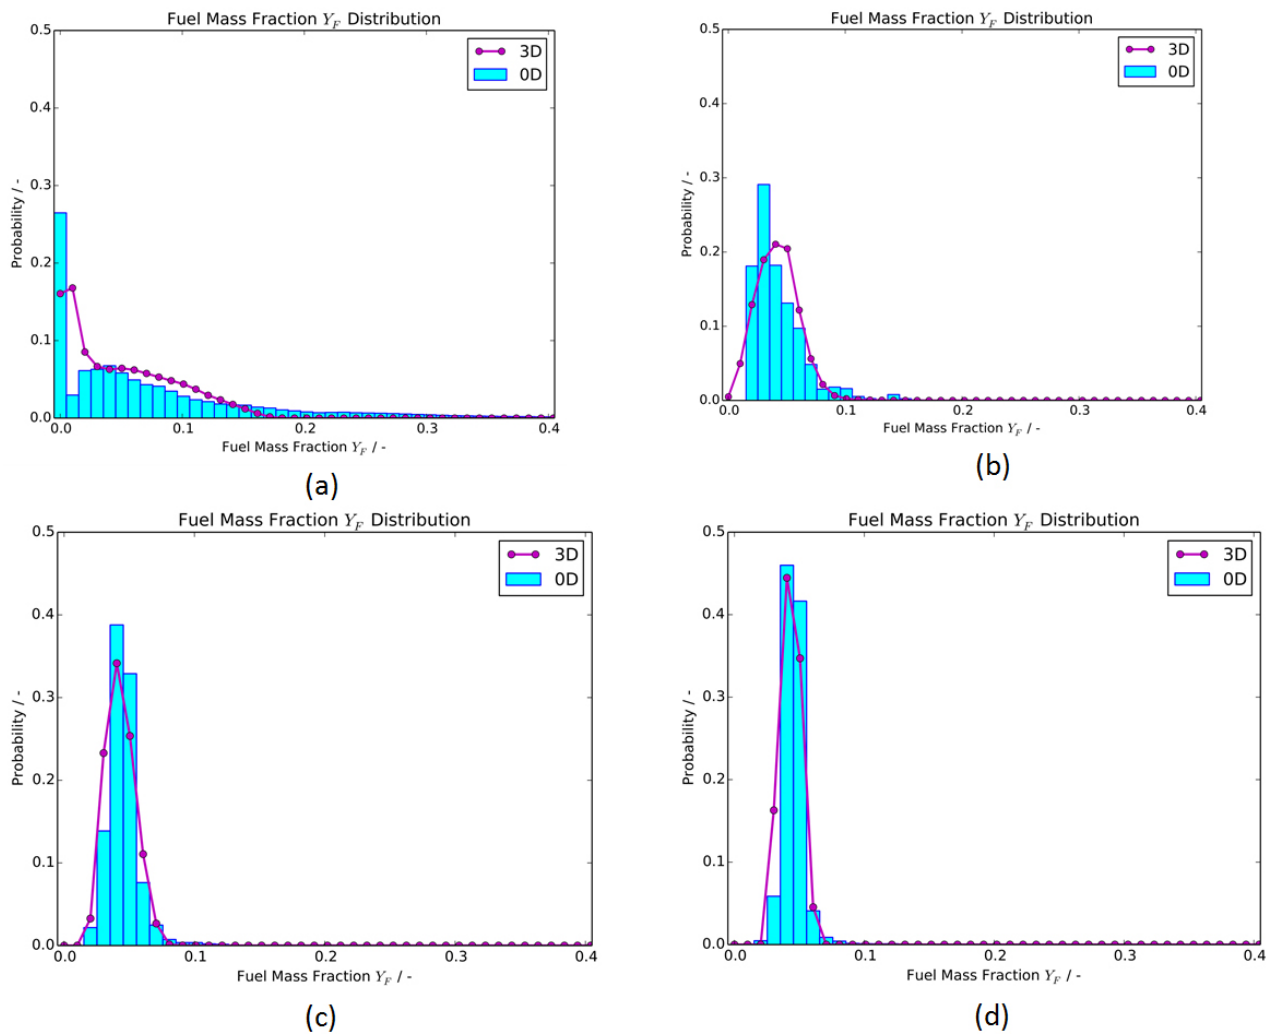 Fuel Mass Fraction Y_F Distribution
0.5
0.4
0.3
0.2
0.1
0.0
Probability / -
3D
0D
0.0 0.1 0.2 0.3 0.4
Fuel Mass Fraction Y_F / -
(a)
Fuel Mass Fraction Y_F Distribution
0.5
0.4
0.3
0.2
0.1
0.0
Probability / -
3D
0D
0.0 0.1 0.2 0.3 0.4
Fuel Mass Fraction Y_F / -
(b)
Fuel Mass Fraction Y_F Distribution
0.5
0.4
0.3
0.2
0.1
0.0
Probability / -
3D
0D
0.0 0.1 0.2 0.3 0.4
Fuel Mass Fraction Y_F / -
(c)
Fuel Mass Fraction Y_F Distribution
0.5
0.4
0.3
0.2
0.1
0.0
Probability / -
3D
0D
0.0 0.1 0.2 0.3 0.4
Fuel Mass Fraction Y_F / -
(d)